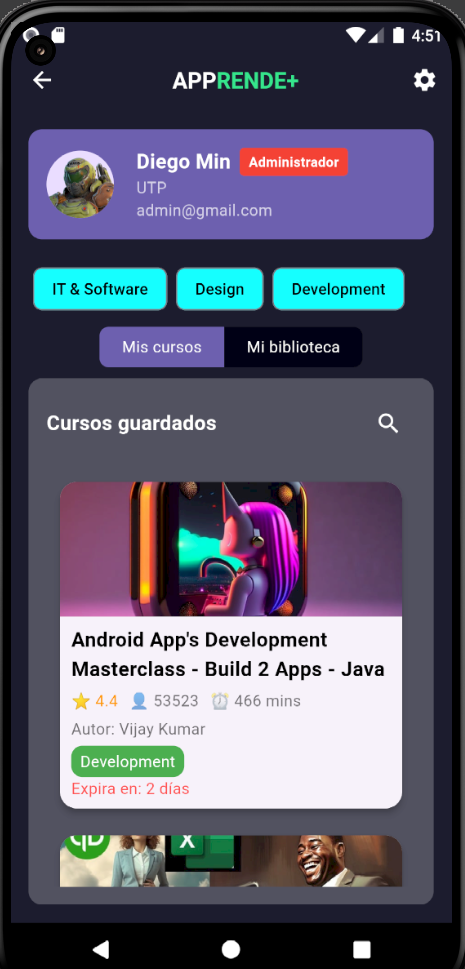 4:51
APPRENDE+
Diego Min Administrador
UTP
admin@gmail.com
IT & Software Design Development
Mis cursos Mi biblioteca
Cursos guardados
Android App's Development
Masterclass - Build 2 Apps - Java
4.4 53523 466 mins
Autor: Vijay Kumar
Development
Expira en: 2 días
qb X